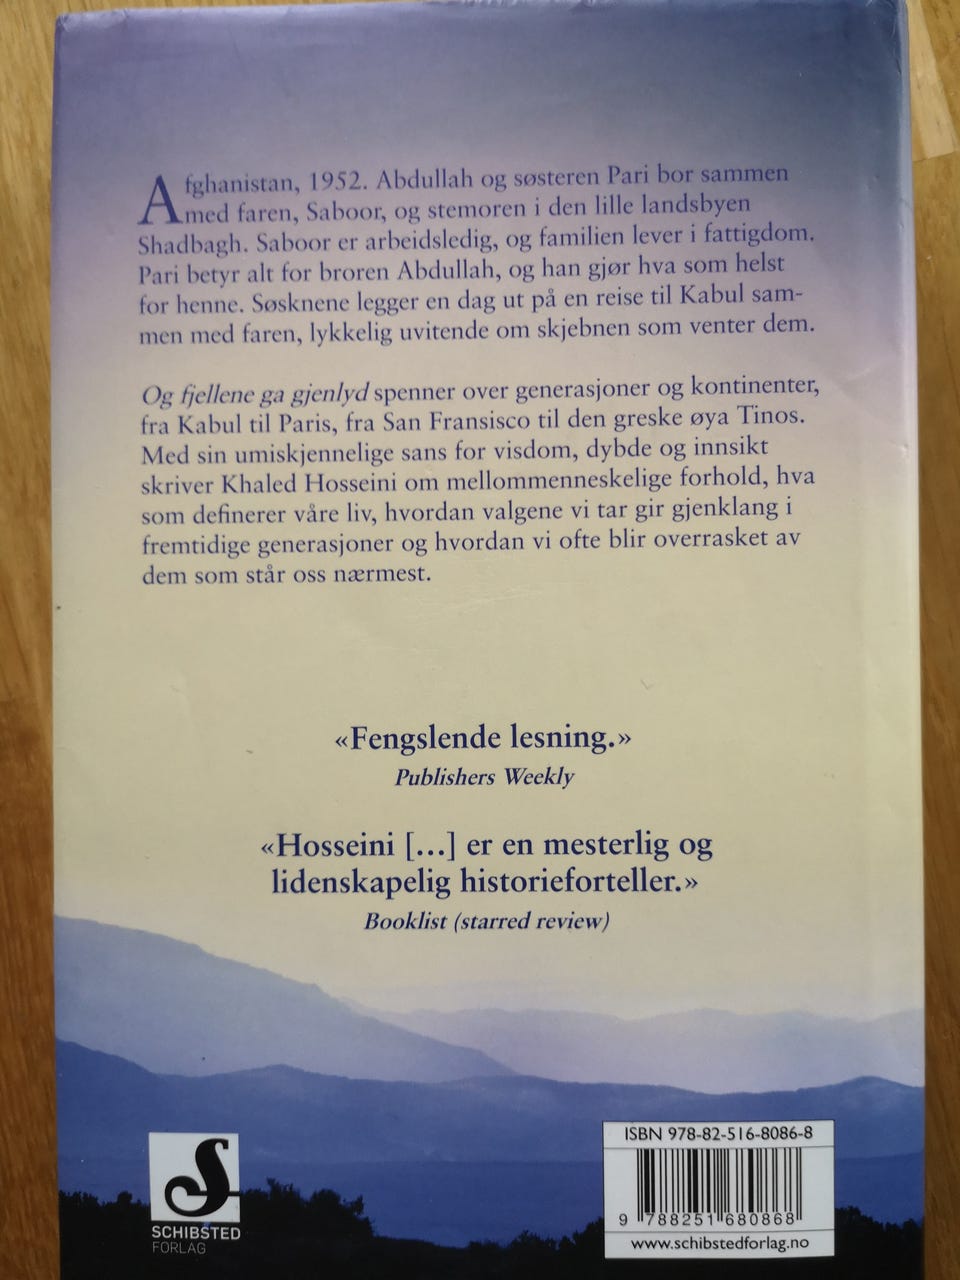 Afghanistan, 1952. Abdullah og søsteren Pari bor sammen
med faren, Saboor, og stemoren i den lille landsbyen
Shadbagh. Saboor er arbeidsledig, og familien lever i fattigdom.
Pari betyr alt for broren Abdullah, og han gjør hva som helst
for henne. Søsknene legger en dag ut på en reise til Kabul sam-
men med faren, lykkelig uvitende om skjebnen som venter dem.
Og fjellene ga gjenlyd spenner over generasjoner og kontinenter,
fra Kabul til Paris, fra San Fransisco til den greske øya Tinos.
Med sin umiskjennelige sans for visdom, dybde og innsikt
skriver Khaled Hosseini om mellommenneskelige forhold, hva
som definerer våre liv, hvordan valgene vi tar gir gjenklang i
fremtidige generasjoner og hvordan vi ofte blir overrasket av
dem som står oss nærmest.
«Fengslende lesning.»
Publishers Weekly
«Hosseini [...] er en mesterlig og
lidenskapelig historieforteller.»
Booklist (starred review)
S
SCHIBSTED
FORLAG
ISBN 978-82-516-8086-8
9 788251 680868
www.schibstedforlag.no